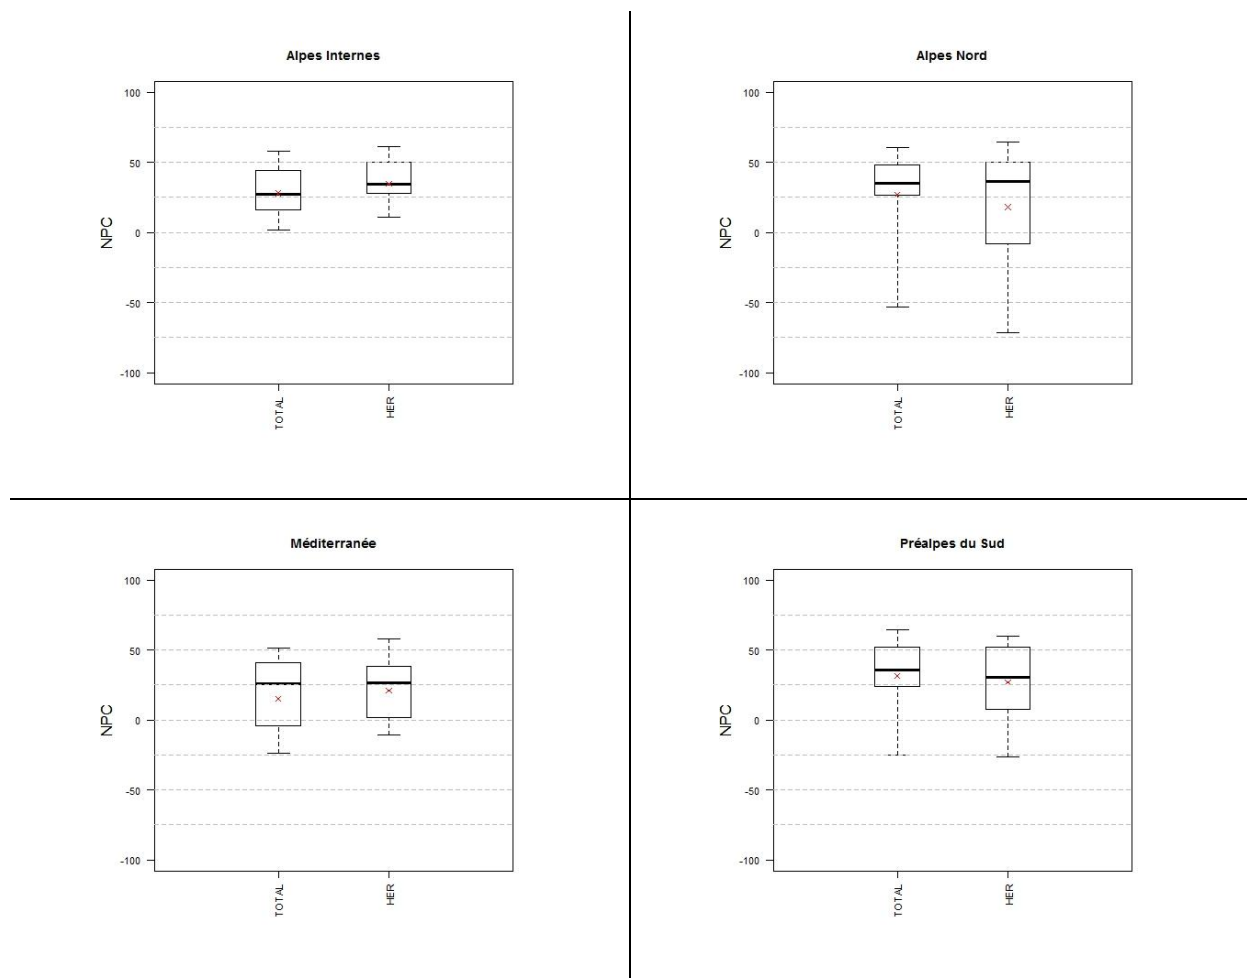 Alpes Internes
100
50
0
-50
-100
NPC
TOTAL
HER
Alpes Nord
100
50
0
-50
-100
NPC
TOTAL
HER
Méditerranée
100
50
0
-50
-100
NPC
TOTAL
HER
Préalpes du Sud
100
50
0
-50
-100
NPC
TOTAL
HER